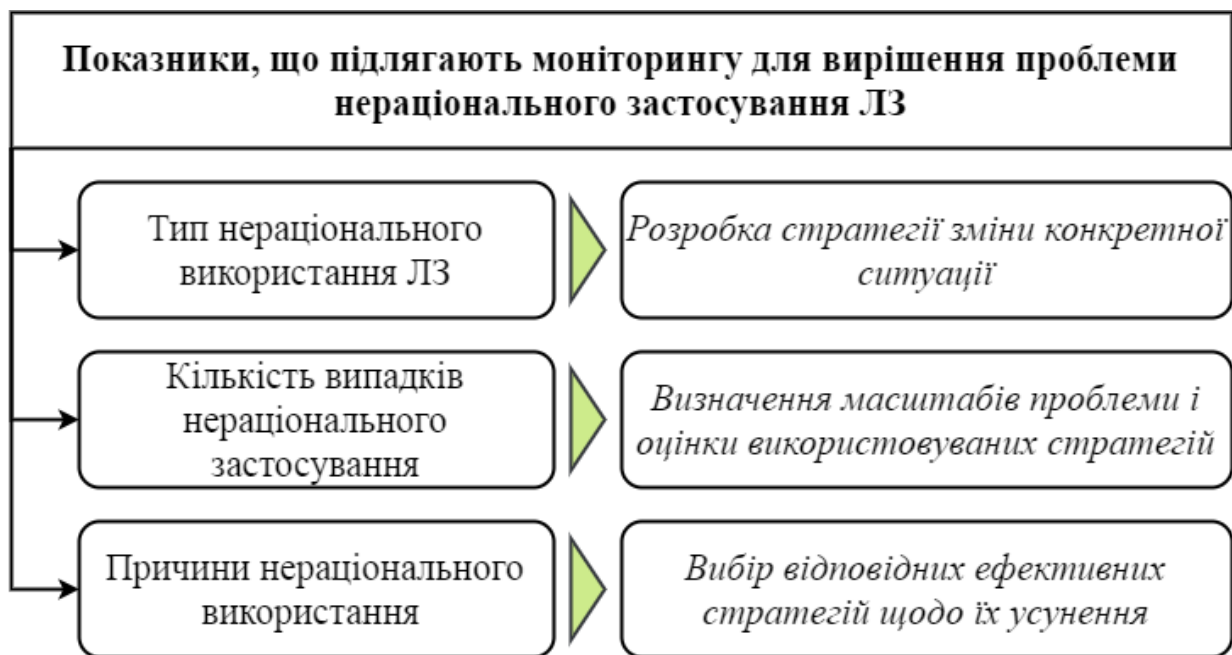 Показники, що підлягають моніторингу для вирішення проблеми
нераціонального застосування ЛЗ
Тип нераціонального
використання ЛЗ
Розробка стратегії зміни конкретної
ситуації
Кількість випадків
нераціонального
застосування
Визначення масштабів проблеми і
оцінки використовуваних стратегій
Причини нераціонального
використання
Вибір відповідних ефективних
стратегій щодо їх усунення